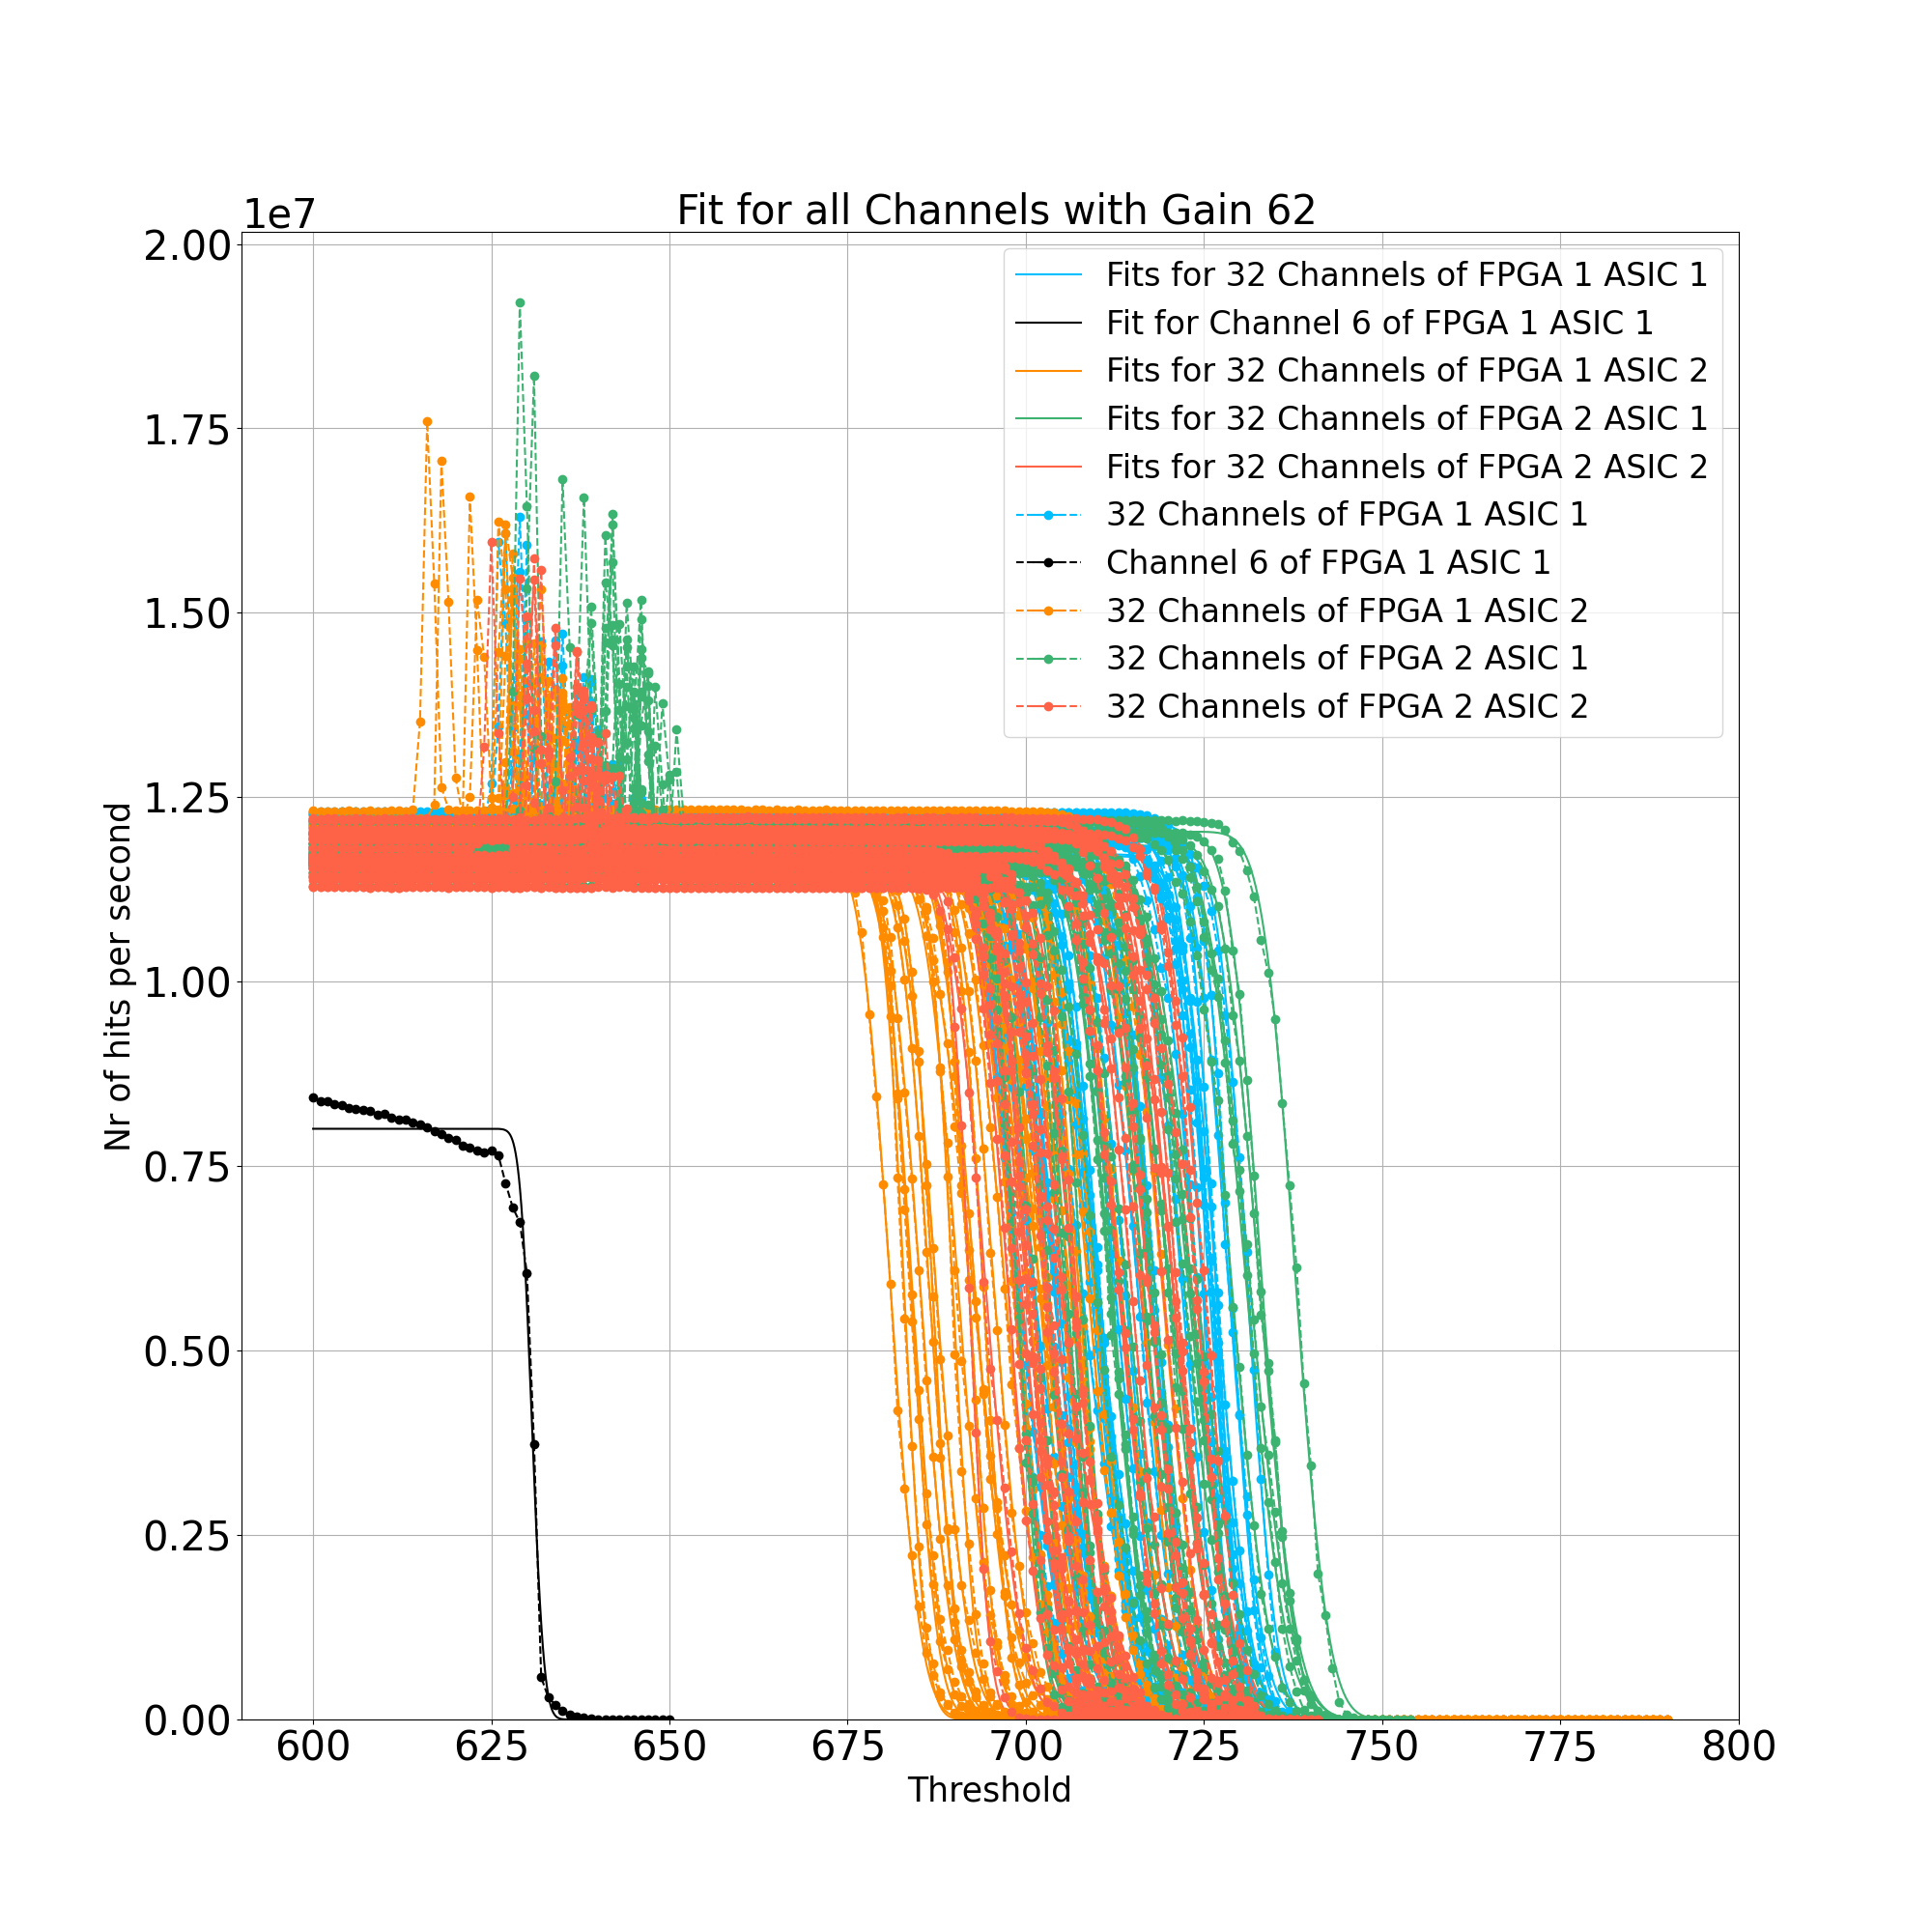 Fit for all Channels with Gain 62
1e7
2.00
1.75
1.50
1.25
1.00
0.75
0.50
0.25
0.00
Nr of hits per second
Fits for 32 Channels of FPGA 1 ASIC 1
Fit for Channel 6 of FPGA 1 ASIC 1
Fits for 32 Channels of FPGA 1 ASIC 2
Fits for 32 Channels of FPGA 2 ASIC 1
Fits for 32 Channels of FPGA 2 ASIC 2
32 Channels of FPGA 1 ASIC 1
Channel 6 of FPGA 1 ASIC 1
32 Channels of FPGA 1 ASIC 2
32 Channels of FPGA 2 ASIC 1
32 Channels of FPGA 2 ASIC 2
600 625 650 675 700 725 750 775 800
Threshold